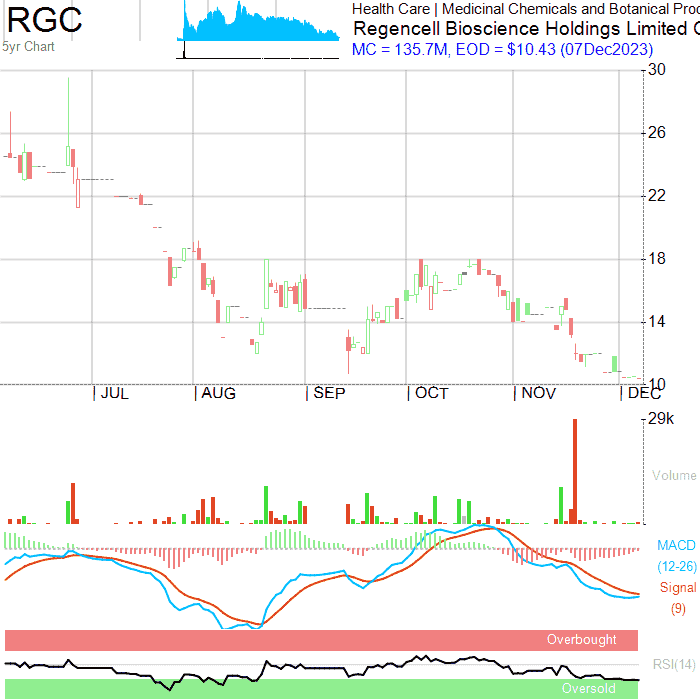 RGC
5yr Chart
Health Care | Medicinal Chemicals and Botanical Pro
Regencell Bioscience Holdings Limited
MC = 135.7M, EOD = $10.43 (07Dec2023)
30
26
22
18
14
10
| JUL | AUG | SEP | OCT | NOV | DEC
29k
Volume
MACD
(12-26)
Signal
(9)
Overbought
RSI(14)
Oversold